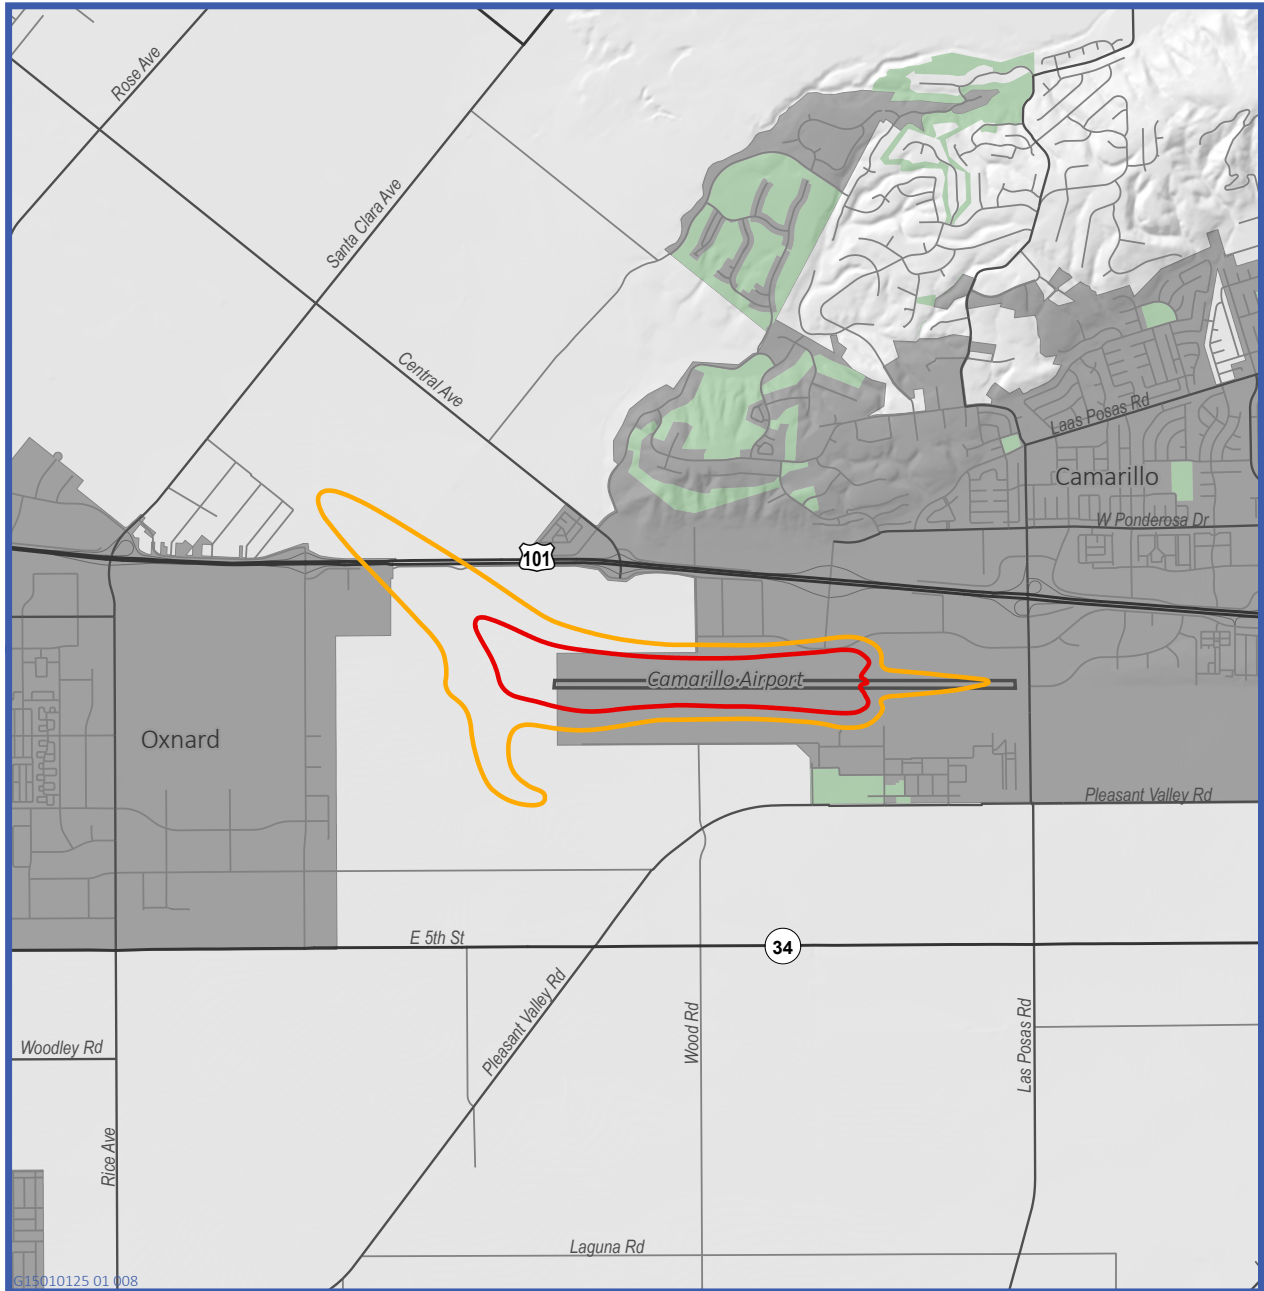 Rose Ave
Santa Clara Ave
Central Ave
Laas Posas Rd
Camarillo
W Ponderosa Dr
101
Camarillo Airport
Oxnard
Pleasant Valley Rd
E 5th St
34
Pleasant Valley Rd
Wood Rd
Las Posas Rd
Woodley Rd
Rice Ave
Laguna Rd
G15010125 01 008